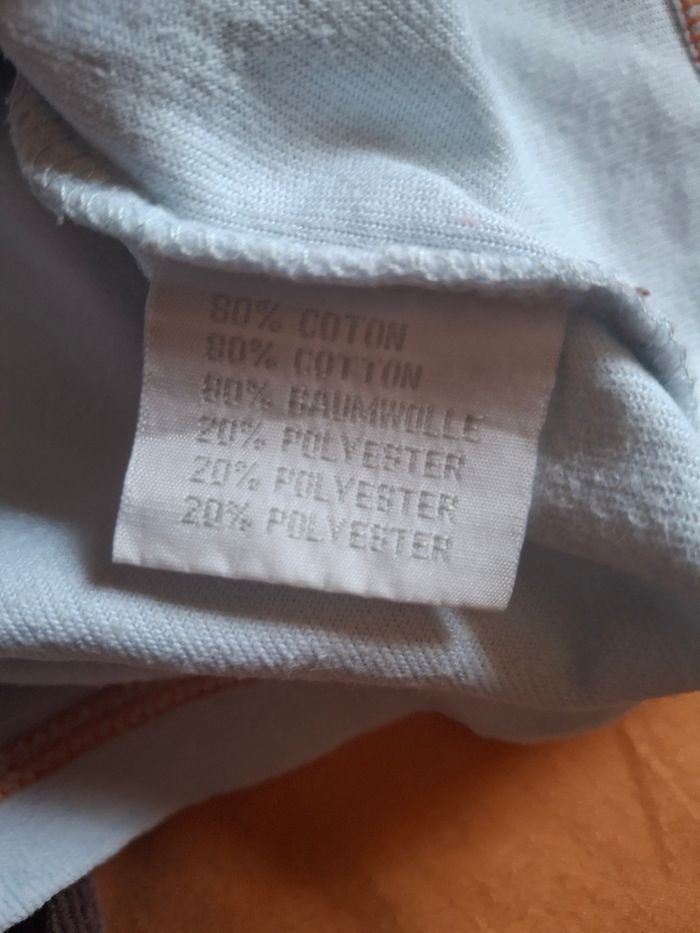 80% COTON
80% COTTON
80% BAUMWOLLE
20% POLYESTER
20% POLYESTER
20% POLYESTER